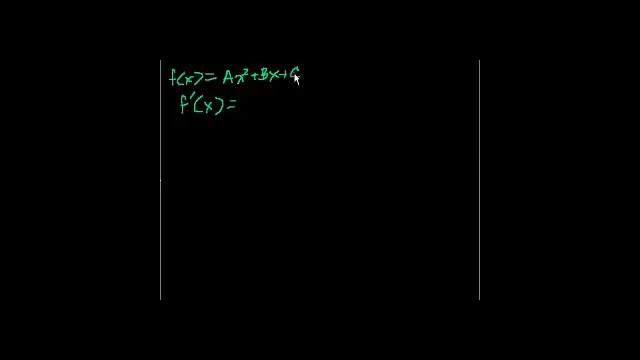 f(x) = Ax² + Bx + C
f'(x) =